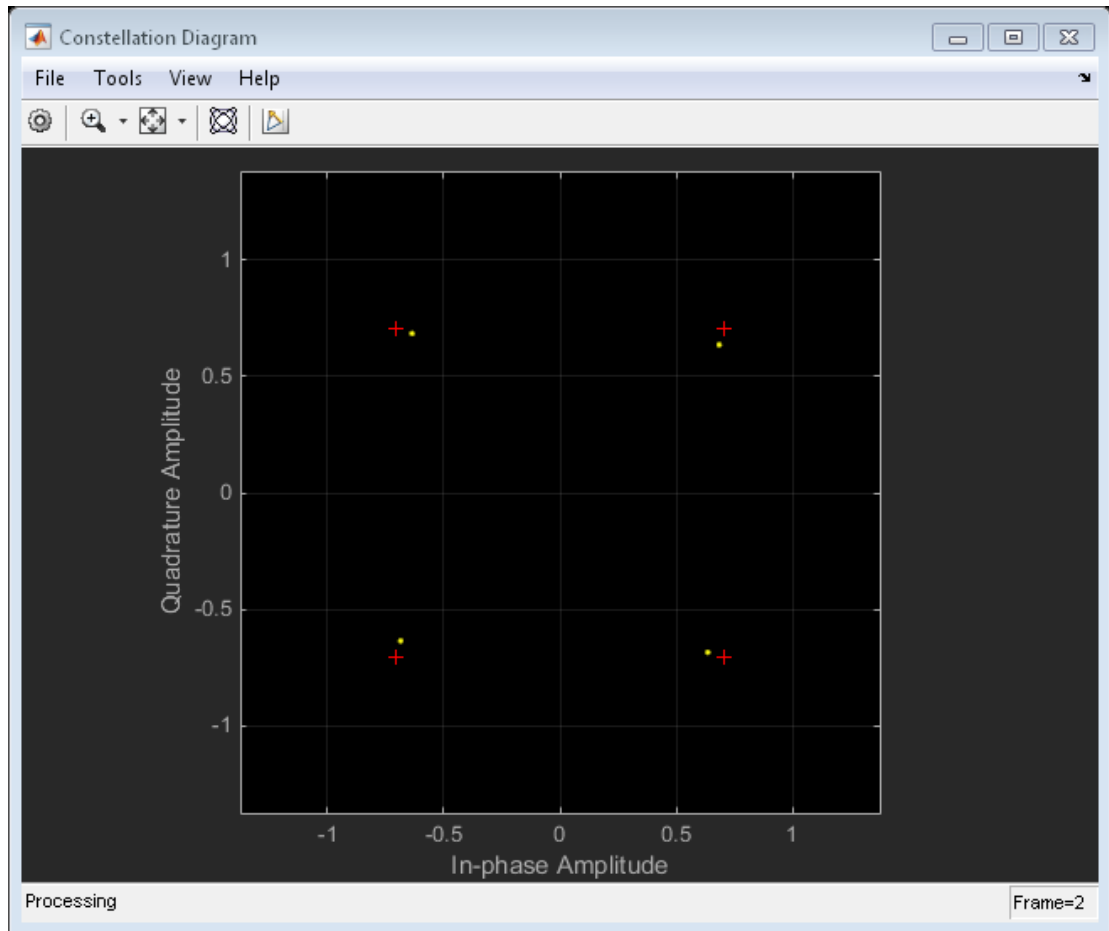 Constellation Diagram
File Tools View Help
1
0.5
0
-0.5
-1
Quadrature Amplitude
-1 -0.5 0 0.5 1
In-phase Amplitude
Processing Frame=2